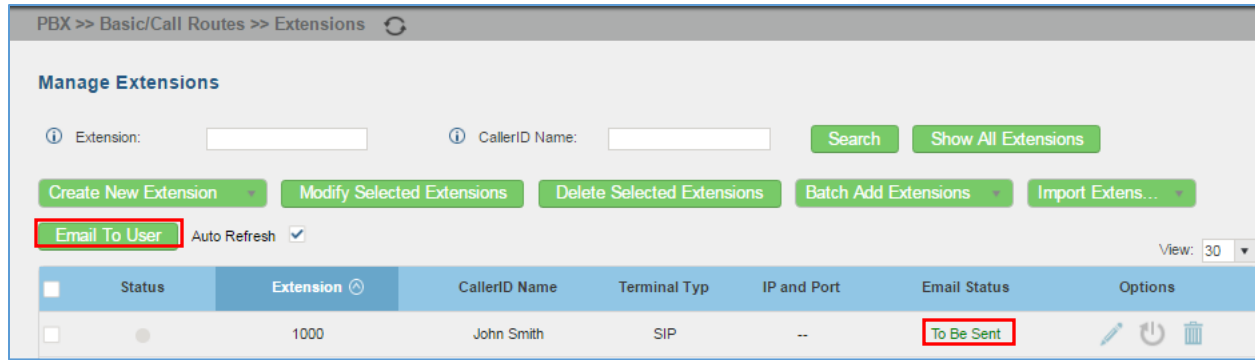 PBX >> Basic/Call Routes >> Extensions
Manage Extensions
Extension: CallerID Name: Search Show All Extensions
Create New Extension Modify Selected Extensions Delete Selected Extensions Batch Add Extensions Import Extens...
Email To User Auto Refresh
View: 30
Status Extension CallerID Name Terminal Typ IP and Port Email Status Options
1000 John Smith SIP -- To Be Sent